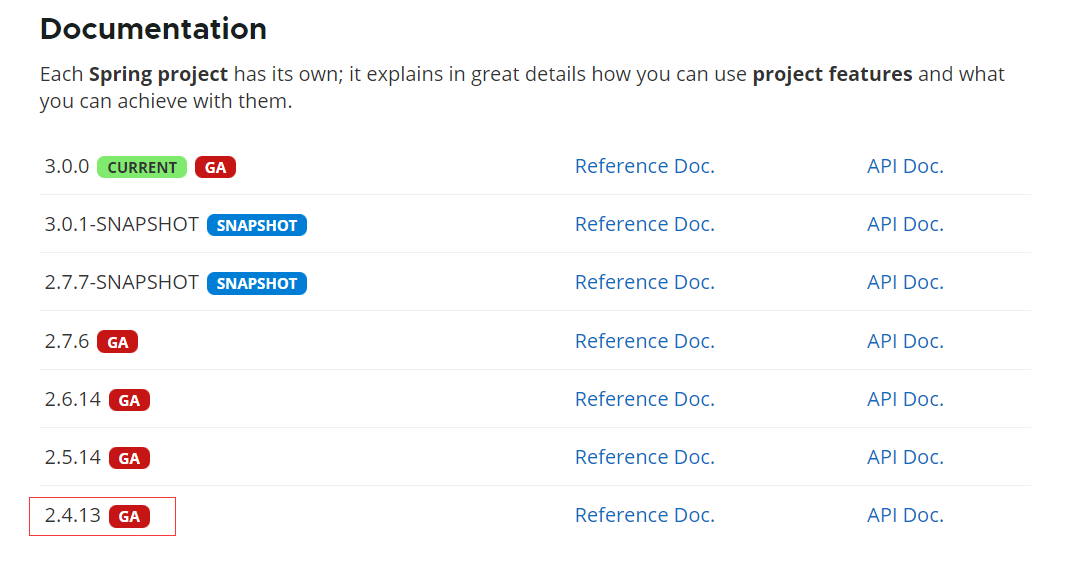 Documentation
Each Spring project has its own; it explains in great details how you can use project features and what
you can achieve with them.
3.0.0 CURRENT GA Reference Doc. API Doc.
3.0.1-SNAPSHOT SNAPSHOT Reference Doc. API Doc.
2.7.7-SNAPSHOT SNAPSHOT Reference Doc. API Doc.
2.7.6 GA Reference Doc. API Doc.
2.6.14 GA Reference Doc. API Doc.
2.5.14 GA Reference Doc. API Doc.
2.4.13 GA Reference Doc. API Doc.